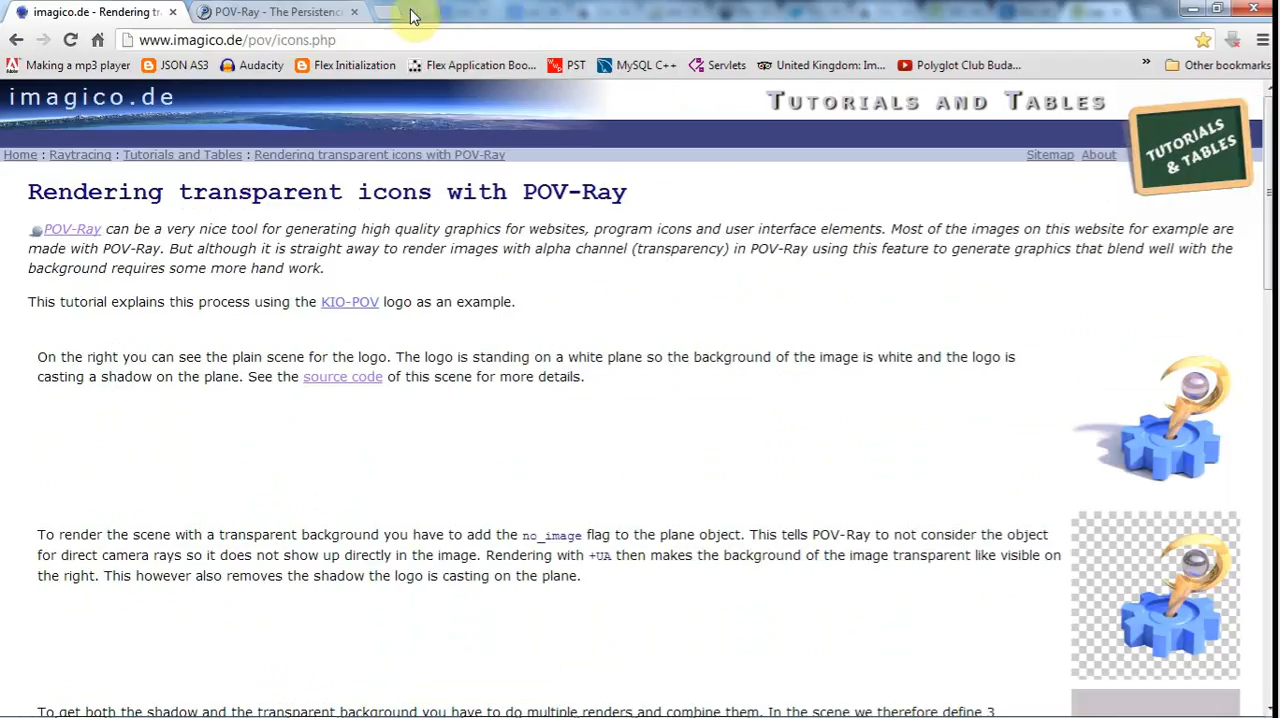 imagico.de - Rendering tr
POV-Ray - The Persistenc
www.imagico.de/pov/icons.php
Making a mp3 player
JSON AS3
Audacity
Flex Initialization
Flex Application Boo...
PST
MySQL C++
Servlets
United Kingdom: Im...
Polyglot Club Buda...
»
Other bookmarks
imagico.de
Tutorials and Tables
TUTORIALS
& TABLES
Home : Raytracing : Tutorials and Tables : Rendering transparent icons with POV-Ray
Sitemap About
Rendering transparent icons with POV-Ray
POV-Ray can be a very nice tool for generating high quality graphics for websites, program icons and user interface elements. Most of the images on this website for example are
made with POV-Ray. But although it is straight away to render images with alpha channel (transparency) in POV-Ray using this feature to generate graphics that blend well with the
background requires some more hand work.
This tutorial explains this process using the KIO-POV logo as an example.
On the right you can see the plain scene for the logo. The logo is standing on a white plane so the background of the image is white and the logo is
casting a shadow on the plane. See the source code of this scene for more details.
To render the scene with a transparent background you have to add the no_image flag to the plane object. This tells POV-Ray to not consider the object
for direct camera rays so it does not show up directly in the image. Rendering with +UA then makes the background of the image transparent like visible on
the right. This however also removes the shadow the logo is casting on the plane.
To get both the shadow and the transparent background you have to do multiple renders and combine them. In the scene we therefore define 3